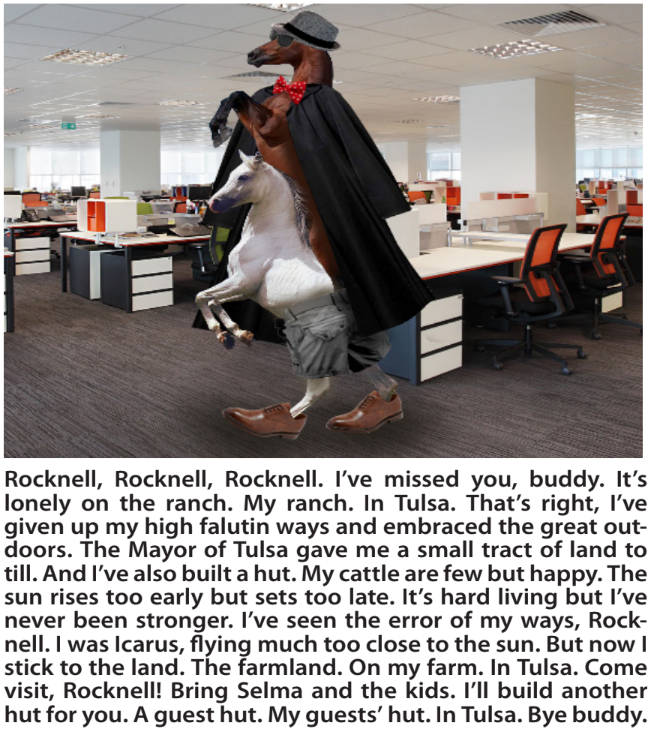 Rocknell, Rocknell, Rocknell. I've missed you, buddy. It's
lonely on the ranch. My ranch. In Tulsa. That's right, I've
given up my high falutin ways and embraced the great out-
doors. The Mayor of Tulsa gave me a small tract of land to
till. And I've also built a hut. My cattle are few but happy. The
sun rises too early but sets too late. It's hard living but I've
never been stronger. I've seen the error of my ways, Rock-
nell. I was Icarus, flying much too close to the sun. But now I
stick to the land. The farmland. On my farm. In Tulsa. Come
visit, Rocknell! Bring Selma and the kids. I'll build another
hut for you. A guest hut. My guests' hut. In Tulsa. Bye buddy.